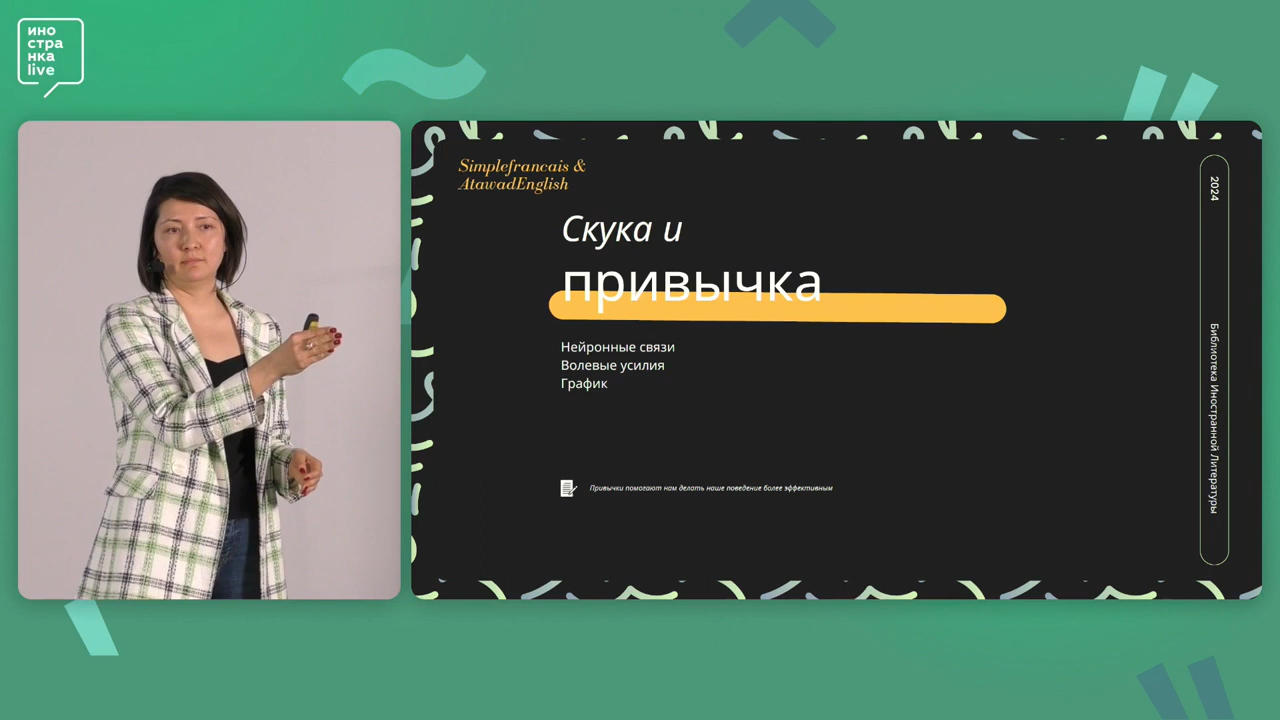 ино
стра
нка
live
Simplefrancais &
AtawadEnglish
Скука и
привычка
Нейронные связи
Волевые усилия
График
Привычки помогают нам делать наше поведение более эффективным
2024
Библиотека Иностранной Литературы